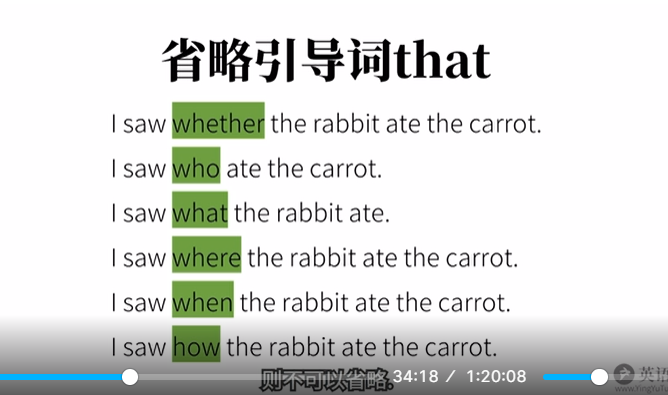 省略引导词that
I saw whether the rabbit ate the carrot.
I saw who ate the carrot.
I saw what the rabbit ate.
I saw where the rabbit ate the carrot.
I saw when the rabbit ate the carrot.
I saw how the rabbit ate the carrot.
则不可以省略.
34:18 / 1:20:08
英语